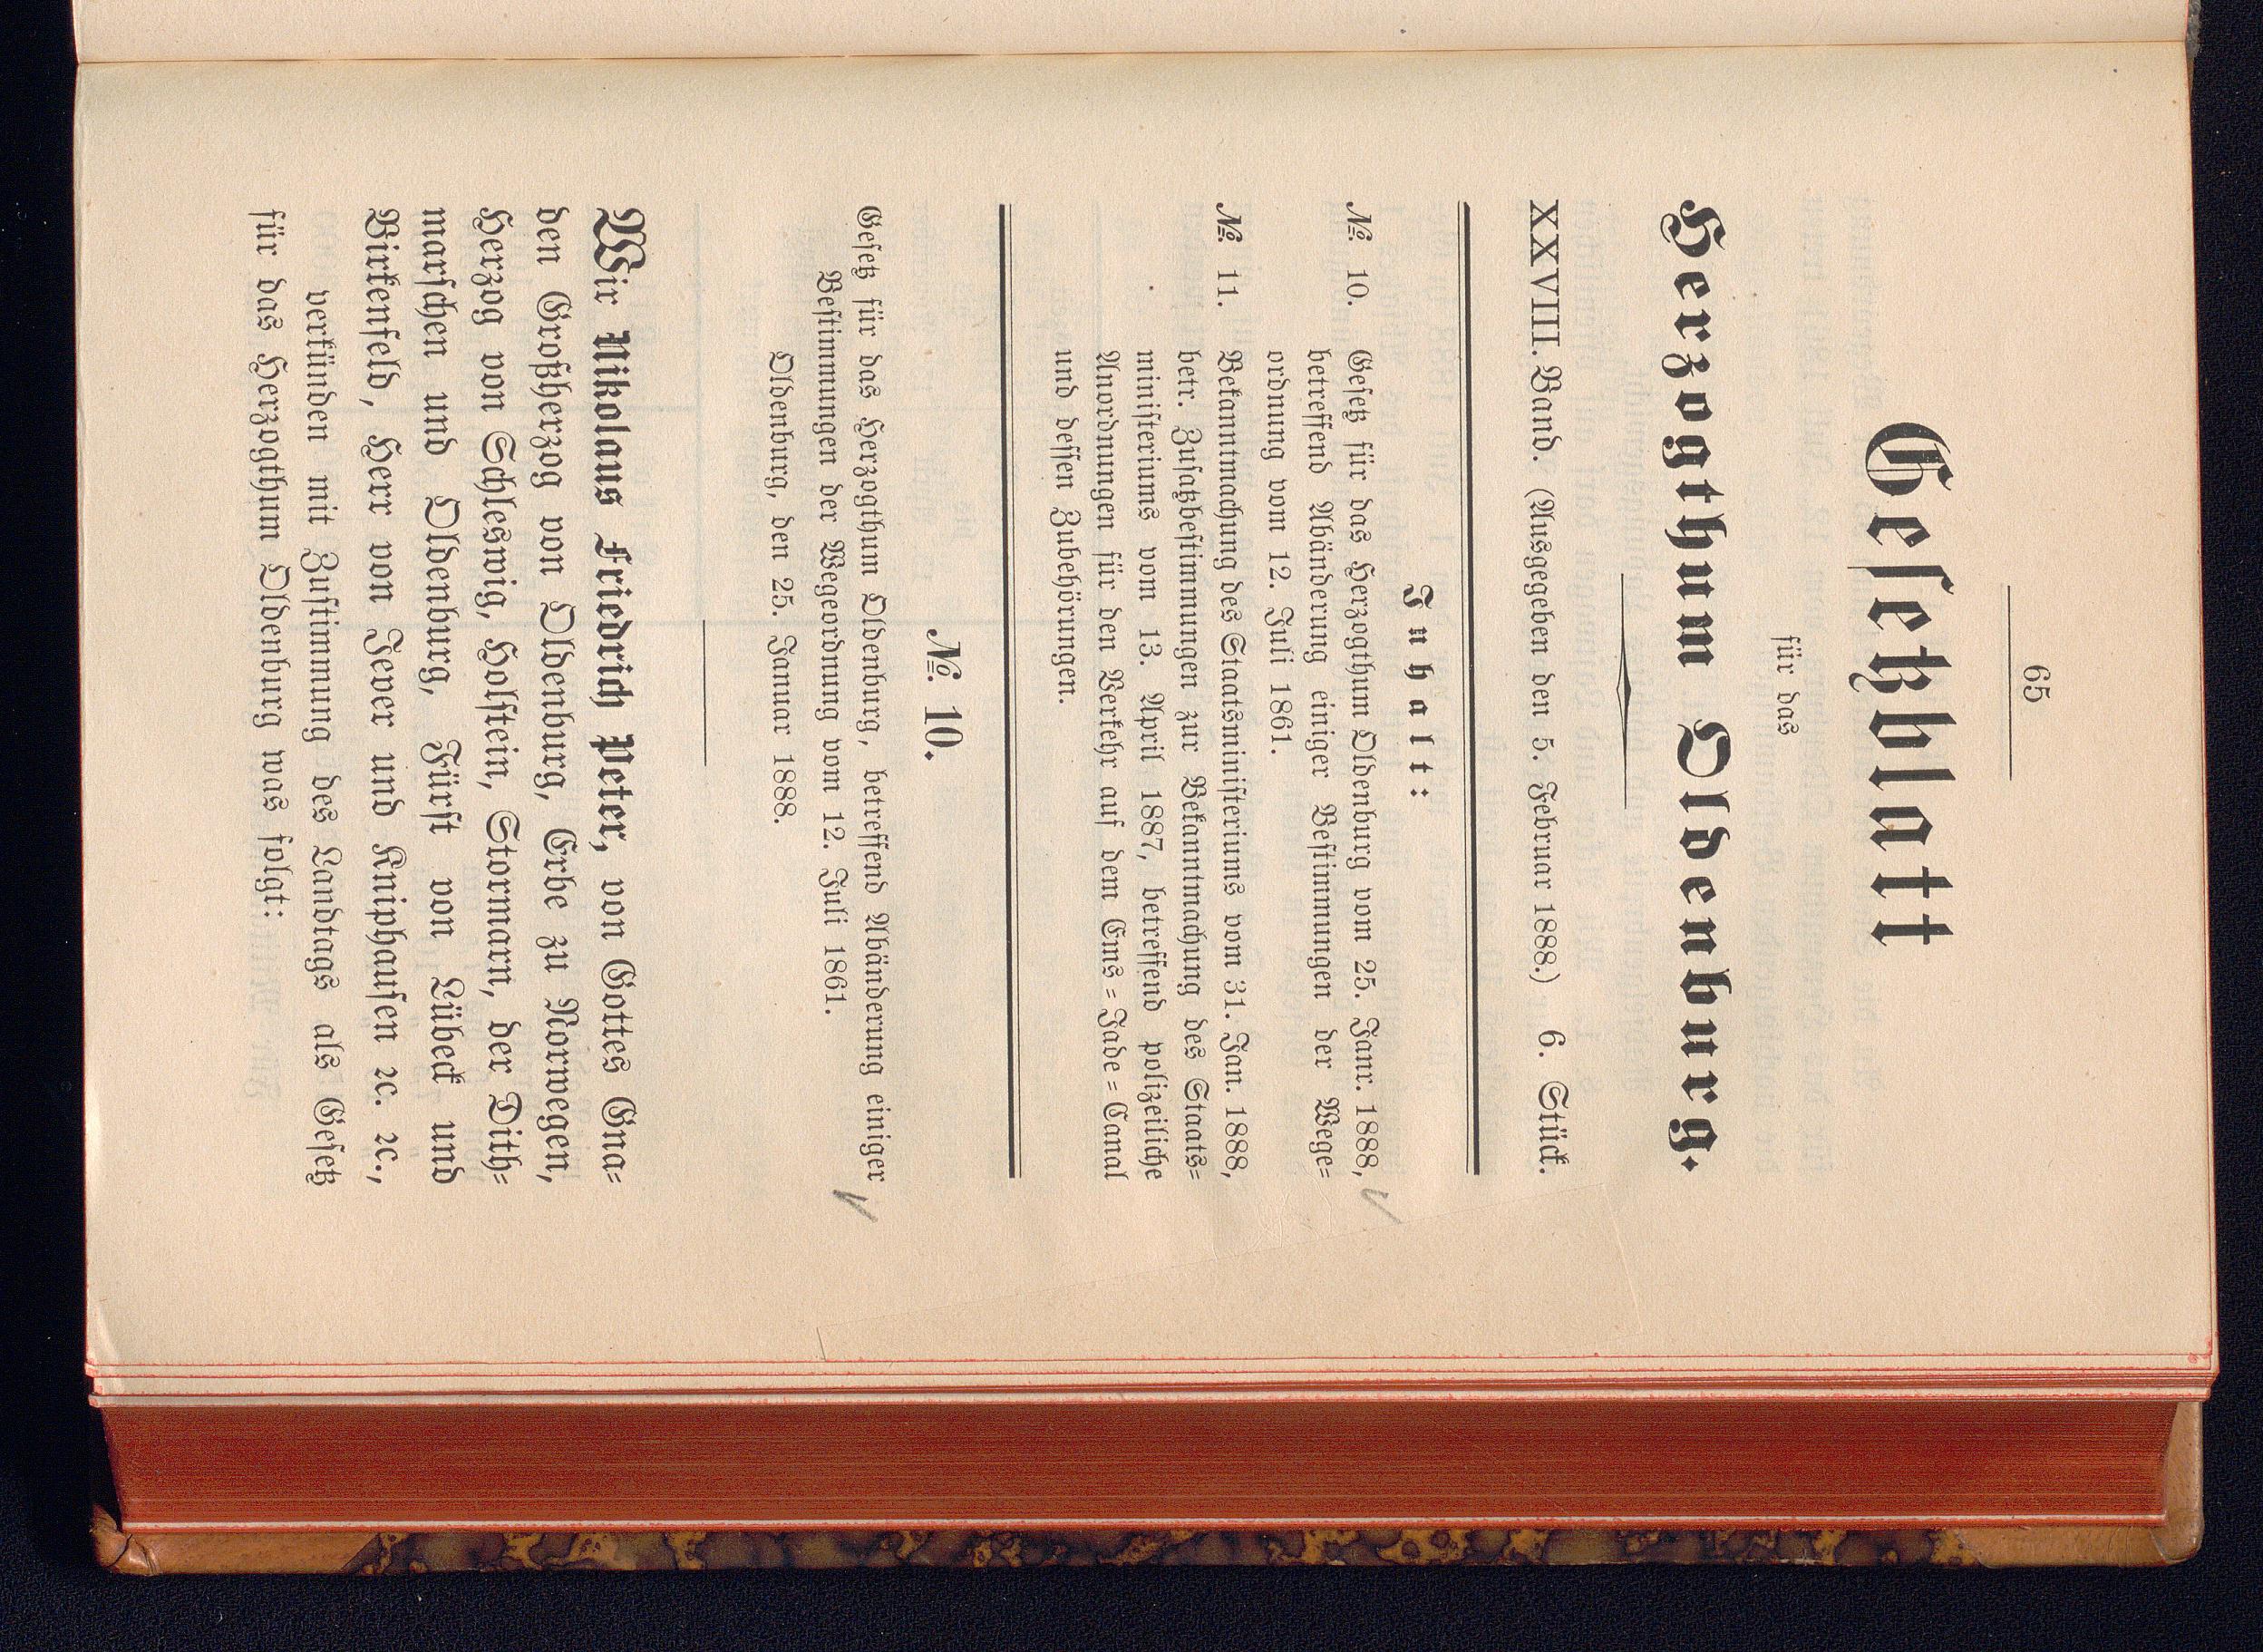 65
Gesetzblatt
für das
Herzogthum Oldenburg.
XXVIII. Band. (Ausgegeben den 5. Februar 1888.) 6. Stück.
Inhalt:
№. 10. Gesetz für das Herzogthum Oldenburg vom 25. Janr. 1888,
betreffend Abänderung einiger Bestimmungen der Wege=
ordnung vom 12. Juli 1861.
№. 11. Bekanntmachung des Staatsministeriums vom 31. Jan. 1888,
betr. Zusatzbestimmungen zur Bekanntmachung des Staats=
ministeriums vom 13. April 1887, betreffend polizeiliche
Anordnungen für den Verkehr auf dem Ems=Jade=Canal
und dessen Zubehörungen.
№. 10.
Gesetz für das Herzogthum Oldenburg, betreffend Abänderung einiger
Bestimmungen der Wegeordnung vom 12. Juli 1861.
Oldenburg, den 25. Januar 1888.
Wir Nikolaus Friedrich Peter, von Gottes Gna=
den Großherzog von Oldenburg, Erbe zu Norwegen,
Herzog von Schleswig, Holstein, Stormarn, der Dith=
marschen und Oldenburg, Fürst von Lübeck und
Birkenfeld, Herr von Jever und Kniphausen ꝛc. ꝛc.,
verkünden mit Zustimmung des Landtags als Gesetz
für das Herzogthum Oldenburg was folgt: